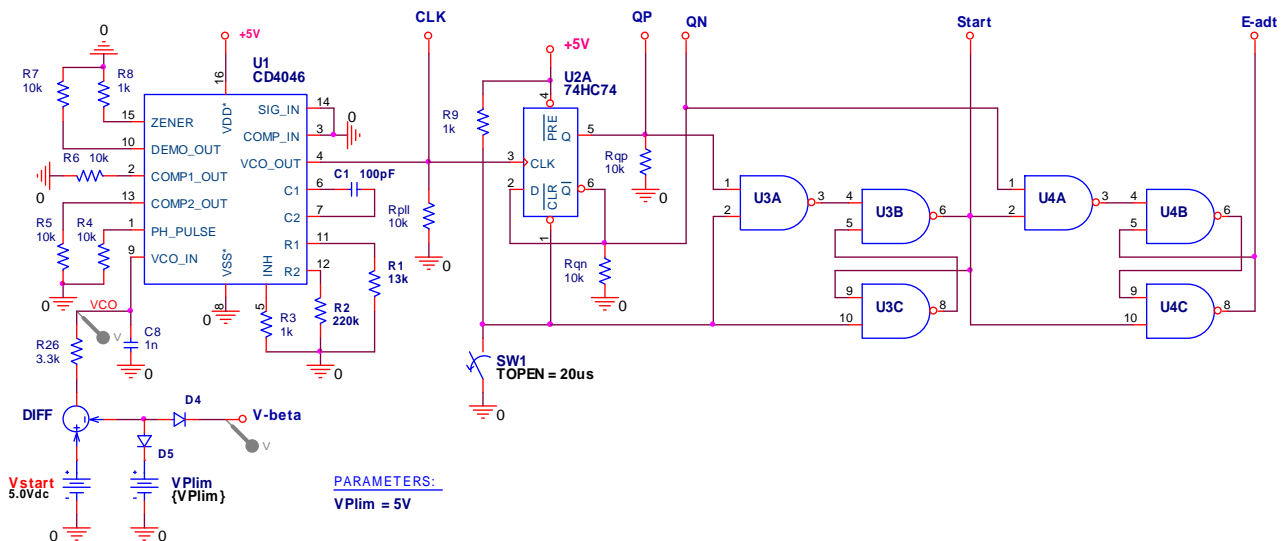 CLK
QP
QN
Start
E-adt
0
+5V
+5V
R7
10k
R8
1k
U1
CD4046
16
VDD*
15
ZENER
10
DEMO_OUT
2
COMP1_OUT
13
COMP2_OUT
1
PH_PULSE
9
VCO_IN
SIG_IN
14
COMP_IN
3
VCO_OUT
4
C1
6
C2
7
R1
11
R2
12
VSS*
8
INH
5
0
R6 10k
0
R5
10k
R4
10k
0
C1 100pF
Rpll
10k
0
R1
13k
R2
220k
R3
1k
0
0
VCO
V
R26
3.3k
C8
1n
0
DIFF
D4
V-beta
V
D5
Vstart
5.0Vdc
VPlim
{VPlim}
0
0
PARAMETERS:
VPlim = 5V
R9
1k
U2A
74HC74
4
PRE
Q
5
3
CLK
2
D
CLR
Q
6
1
Rqp
10k
0
Rqn
10k
0
SW1
TOPEN = 20us
0
1
2
U3A
3
4
5
U3B
6
9
10
U3C
8
1
2
U4A
3
4
5
U4B
6
9
10
U4C
8